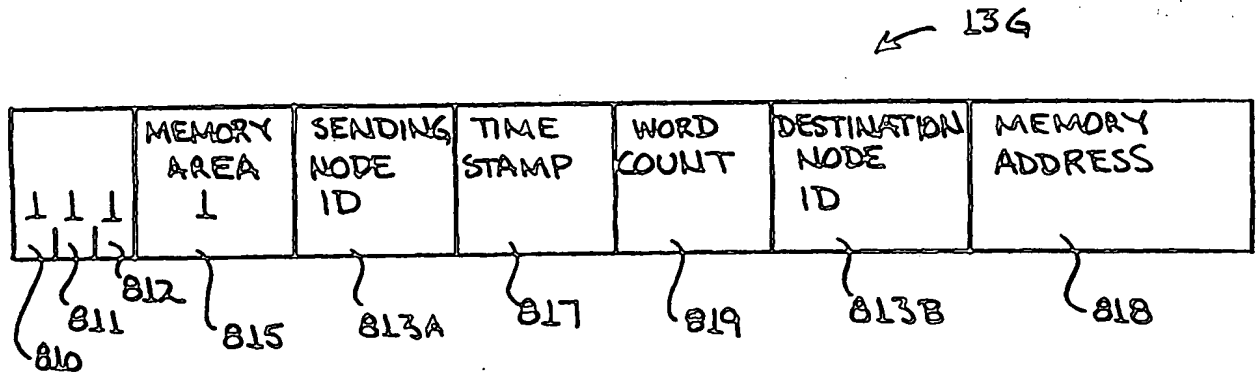 13G
MEMORY AREA 1
SENDING NODE ID
TIME STAMP
WORD COUNT
DESTINATION NODE ID
MEMORY ADDRESS
1 1 1
810
811
812
815
813A
817
819
813B
818